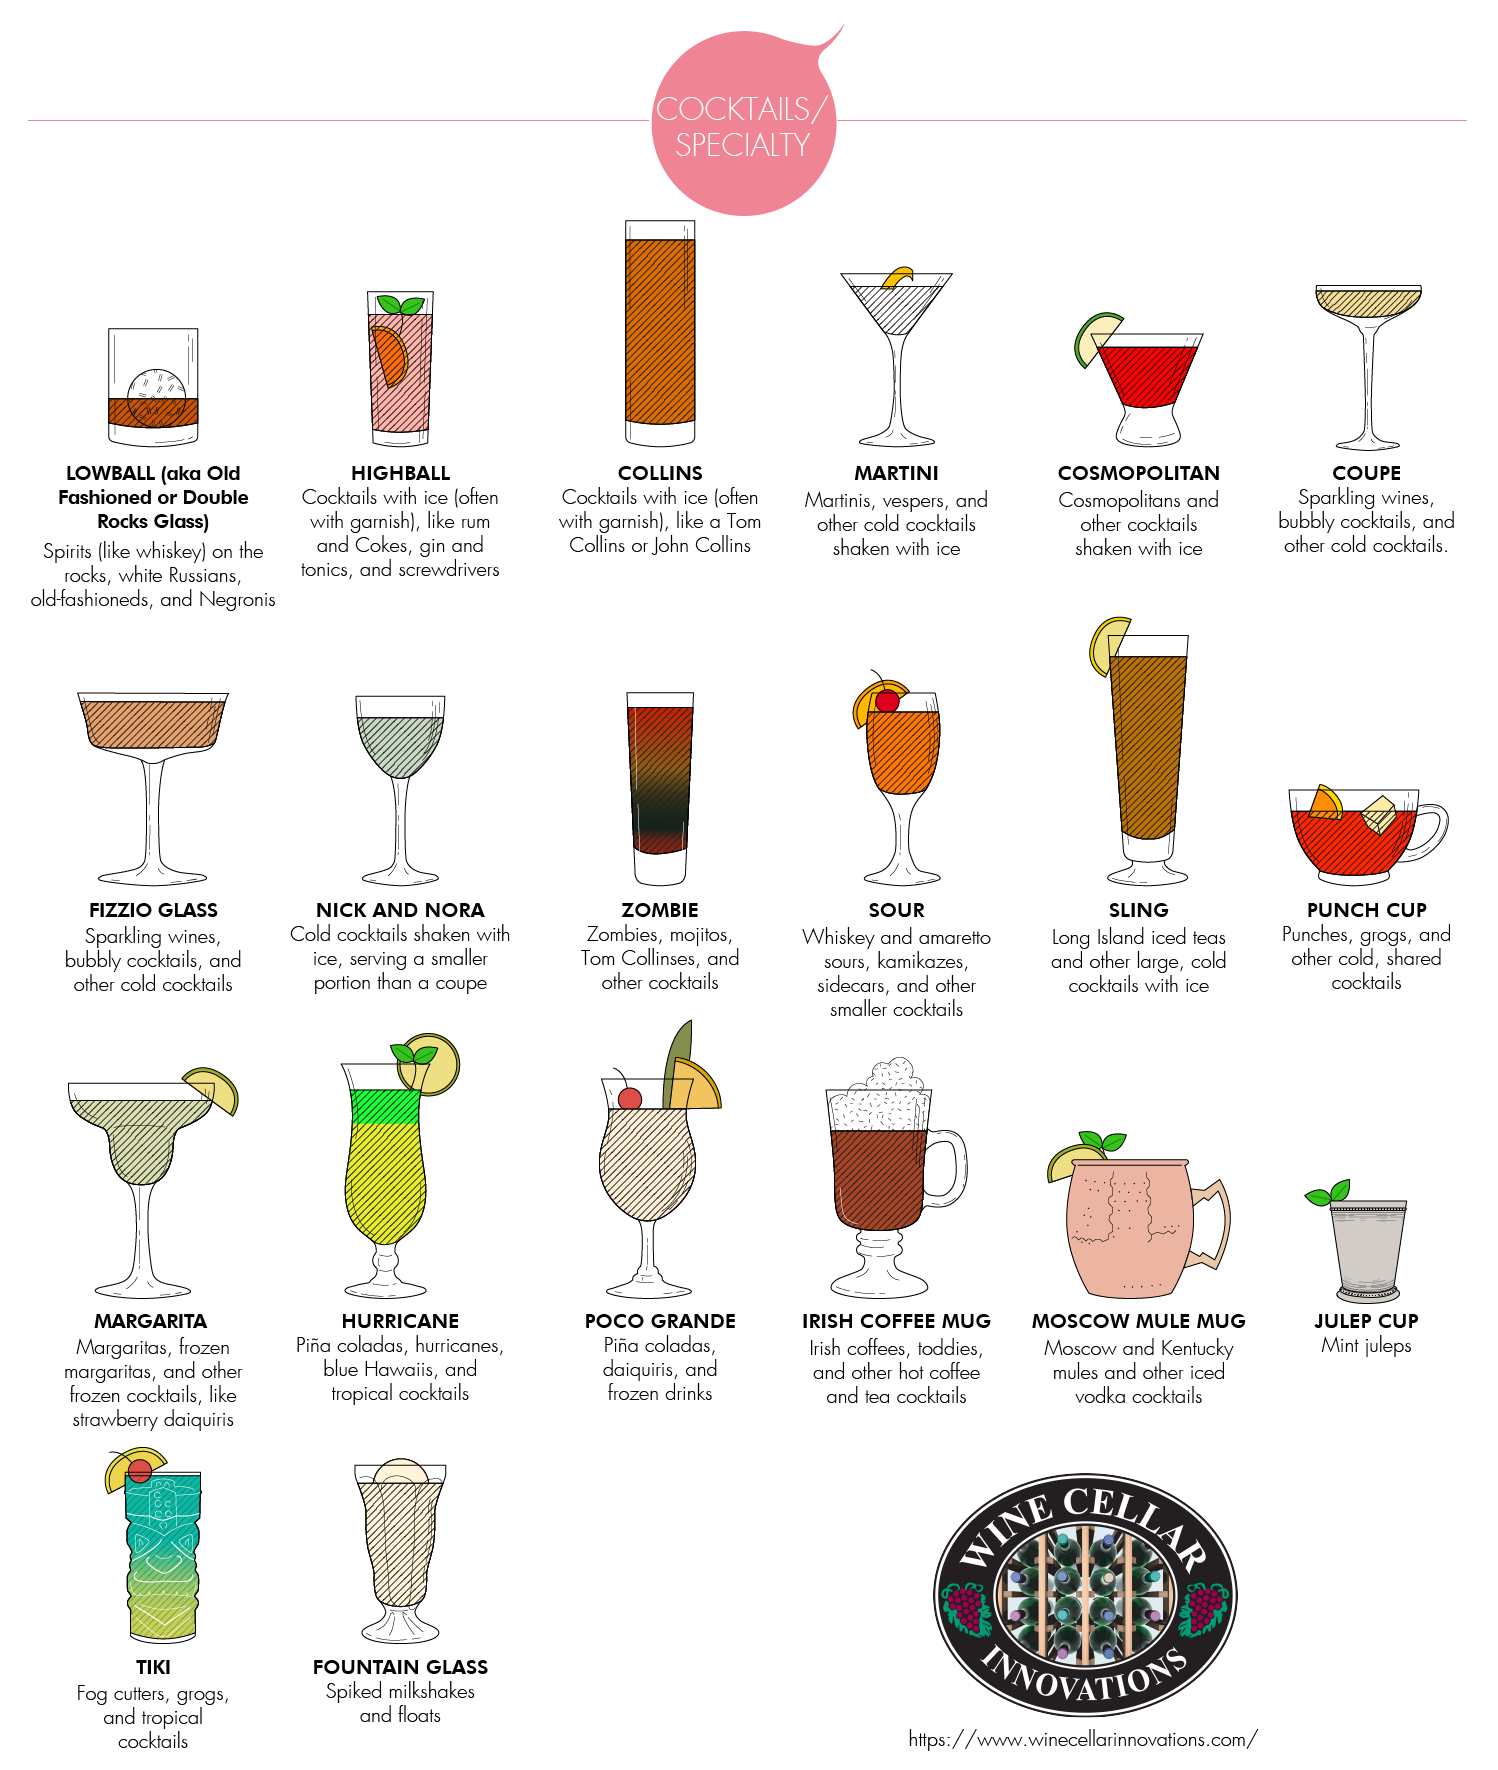 COCKTAILS/
SPECIALTY
LOWBALL (aka Old
Fashioned or Double
Rocks Glass)
Spirits (like whiskey) on the
rocks, white Russians,
old-fashioneds, and Negronis
HIGHBALL
Cocktails with ice (often
with garnish), like rum
and Cokes, gin and
tonics, and screwdrivers
COLLINS
Cocktails with ice (often
with garnish), like a Tom
Collins or John Collins
MARTINI
Martinis, vespers, and
other cold cocktails
shaken with ice
COSMOPOLITAN
Cosmopolitans and
other cocktails
shaken with ice
COUPE
Sparkling wines,
bubbly cocktails, and
other cold cocktails.
FIZZIO GLASS
Sparkling wines,
bubbly cocktails, and
other cold cocktails
NICK AND NORA
Cold cocktails shaken with
ice, serving a smaller
portion than a coupe
ZOMBIE
Zombies, mojitos,
Tom Collinses, and
other cocktails
SOUR
Whiskey and amaretto
sours, kamikazes,
sidecars, and other
smaller cocktails
SLING
Long Island iced teas
and other large, cold
cocktails with ice
PUNCH CUP
Punches, grogs, and
other cold, shared
cocktails
MARGARITA
Margaritas, frozen
margaritas, and other
frozen cocktails, like
strawberry daiquiris
HURRICANE
Piña coladas, hurricanes,
blue Hawaiis, and
tropical cocktails
POCO GRANDE
Piña coladas,
daiquiris, and
frozen drinks
IRISH COFFEE MUG
Irish coffees, toddies,
and other hot coffee
and tea cocktails
MOSCOW MULE MUG
Moscow and Kentucky
mules and other iced
vodka cocktails
JULEP CUP
Mint juleps
TIKI
Fog cutters, grogs,
and tropical
cocktails
FOUNTAIN GLASS
Spiked milkshakes
and floats
WINE CELLAR
INNOVATIONS
https://www.winecellarinnovations.com/